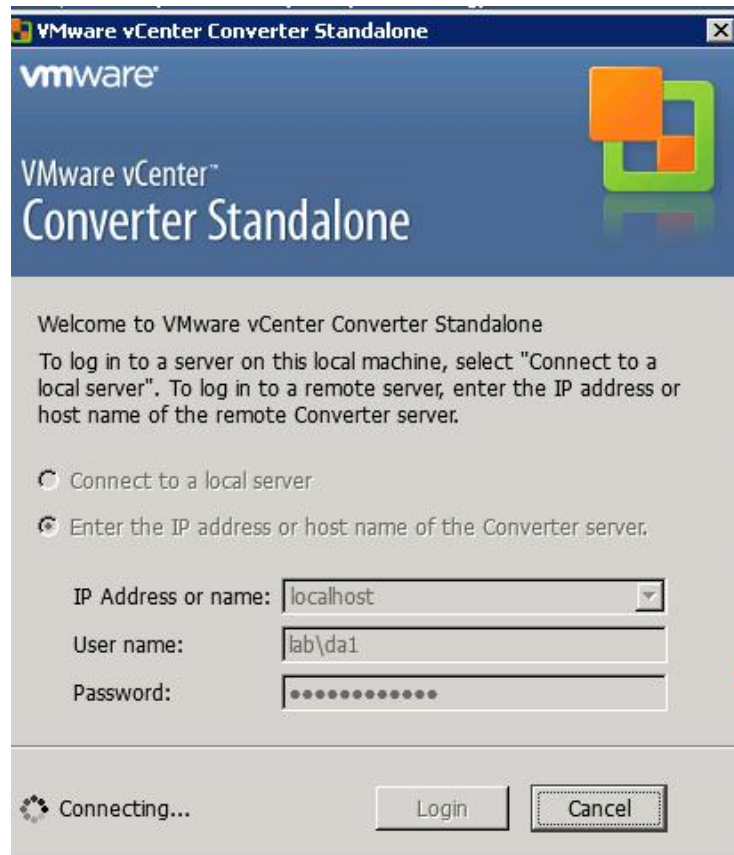 VMware vCenter Converter Standalone
vmware®
VMware vCenter™
Converter Standalone
Welcome to VMware vCenter Converter Standalone
To log in to a server on this local machine, select "Connect to a
local server". To log in to a remote server, enter the IP address or
host name of the remote Converter server.
Connect to a local server
Enter the IP address or host name of the Converter server.
IP Address or name: localhost
User name: lab\da1
Password: ●●●●●●●●●●●●
Connecting... Login Cancel